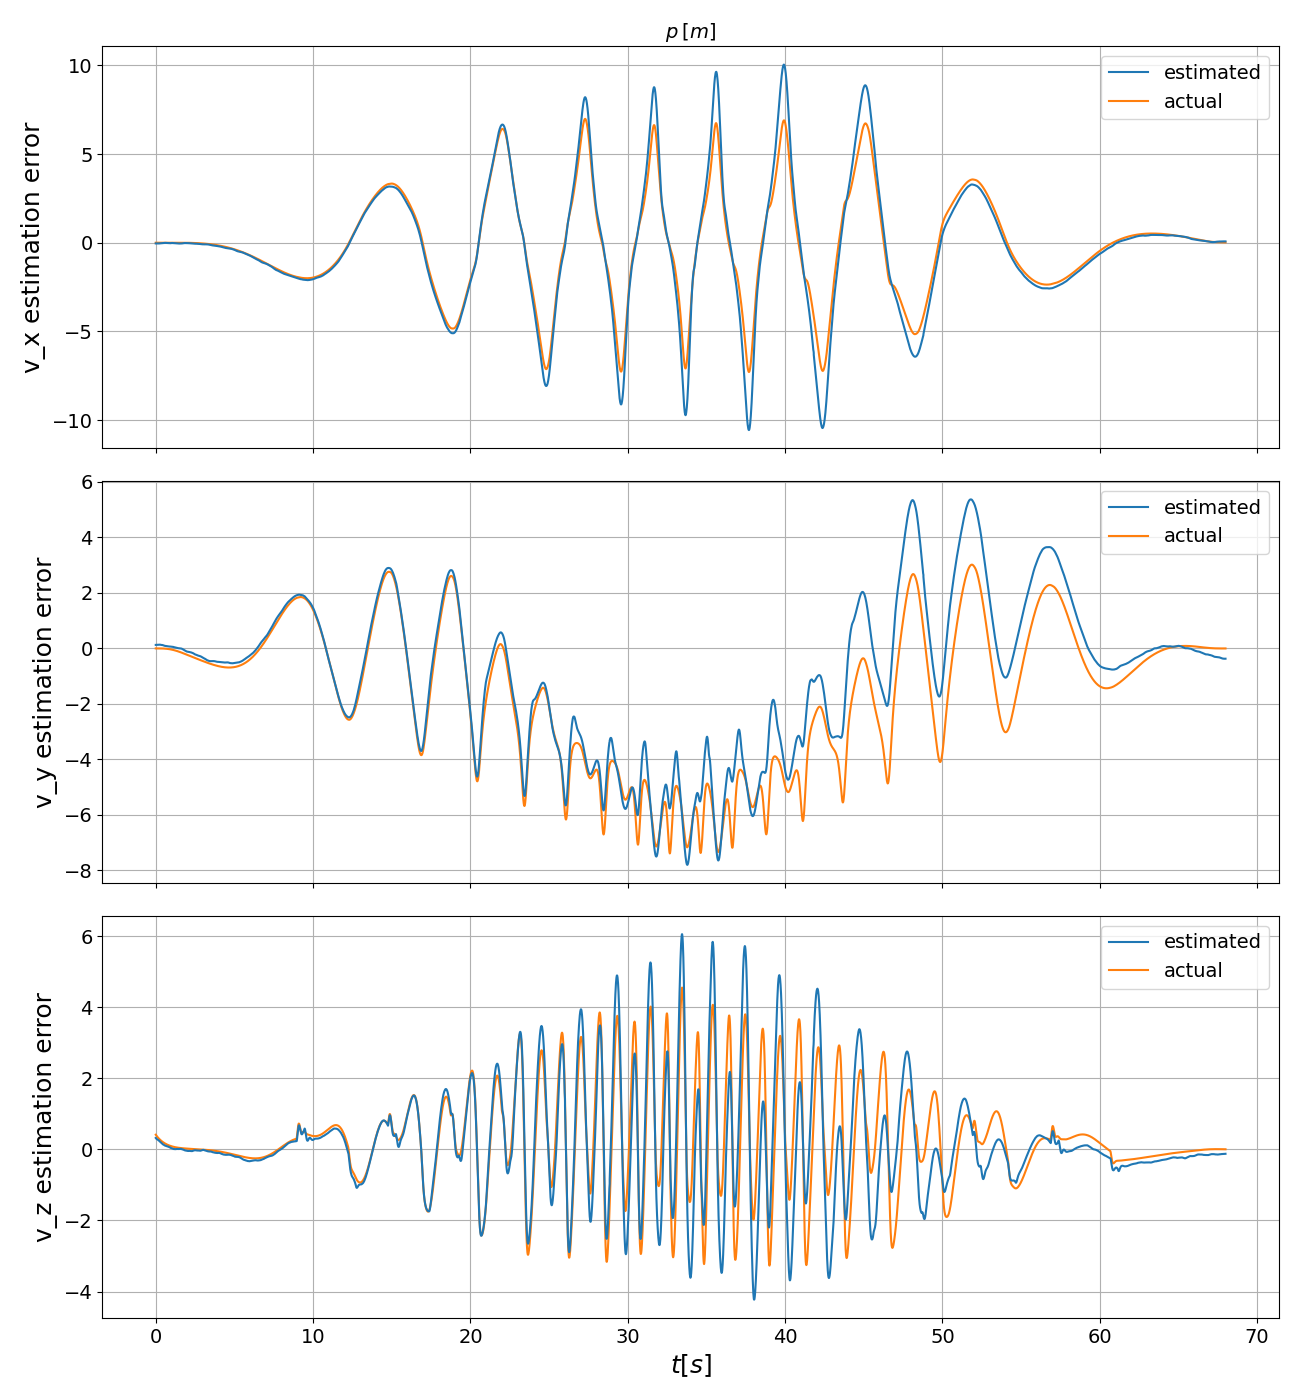 p [m]
v_x estimation error
10
5
0
−5
−10
estimated
actual
v_y estimation error
6
4
2
0
−2
−4
−6
−8
estimated
actual
v_z estimation error
6
4
2
0
−2
−4
estimated
actual
0 10 20 30 40 50 60 70
t[s]